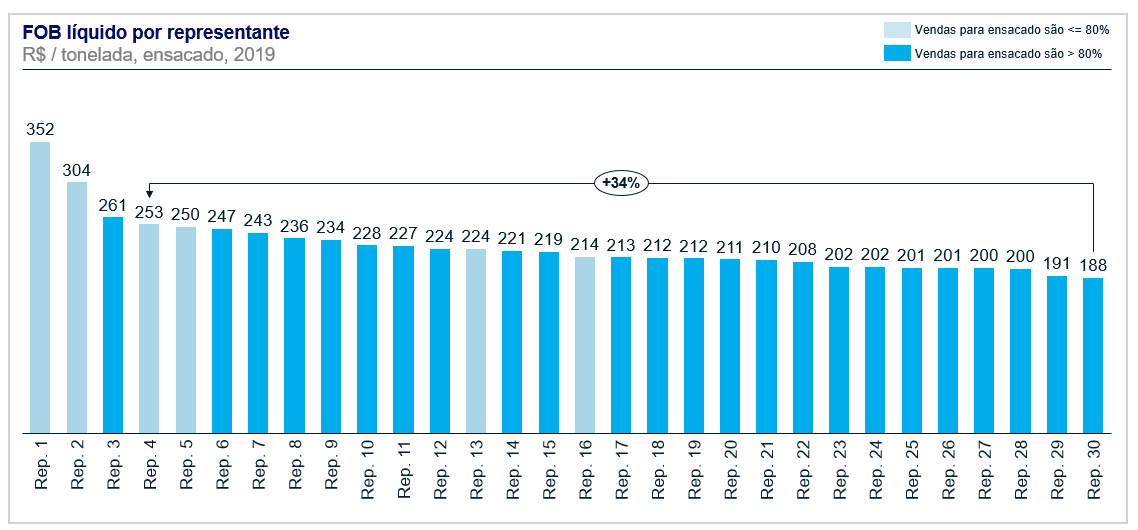 FOB líquido por representante
R$ / tonelada, ensacado, 2019
Vendas para ensacado são <= 80%
Vendas para ensacado são > 80%
352
304
261
253
250
247
243
236
234
228
227
224
224
221
219
214
213
212
212
211
210
208
202
202
201
201
200
200
191
188
+34%
Rep. 1
Rep. 2
Rep. 3
Rep. 4
Rep. 5
Rep. 6
Rep. 7
Rep. 8
Rep. 9
Rep. 10
Rep. 11
Rep. 12
Rep. 13
Rep. 14
Rep. 15
Rep. 16
Rep. 17
Rep. 18
Rep. 19
Rep. 20
Rep. 21
Rep. 22
Rep. 23
Rep. 24
Rep. 25
Rep. 26
Rep. 27
Rep. 28
Rep. 29
Rep. 30